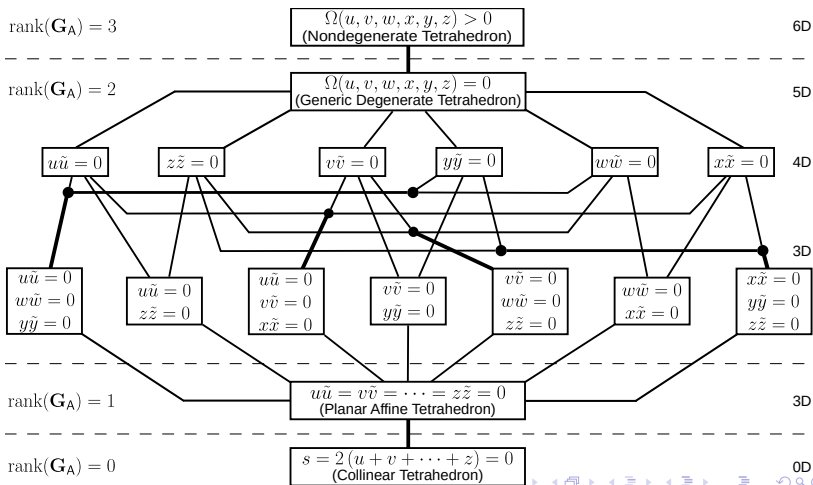 rank(G_A) = 3
Ω(u, v, w, x, y, z) > 0
(Nondegenerate Tetrahedron)
6D
rank(G_A) = 2
Ω(u, v, w, x, y, z) = 0
(Generic Degenerate Tetrahedron)
5D
uũ = 0
zz̃ = 0
vṽ = 0
yỹ = 0
ww̃ = 0
xx̃ = 0
4D
3D
uũ = 0
ww̃ = 0
yỹ = 0
uũ = 0
zz̃ = 0
uũ = 0
vṽ = 0
xx̃ = 0
vṽ = 0
yỹ = 0
vṽ = 0
ww̃ = 0
zz̃ = 0
ww̃ = 0
xx̃ = 0
xx̃ = 0
yỹ = 0
zz̃ = 0
rank(G_A) = 1
uũ = vṽ = ⋯ = zz̃ = 0
(Planar Affine Tetrahedron)
3D
rank(G_A) = 0
s = 2 (u + v + ⋯ + z) = 0
(Collinear Tetrahedron)
0D